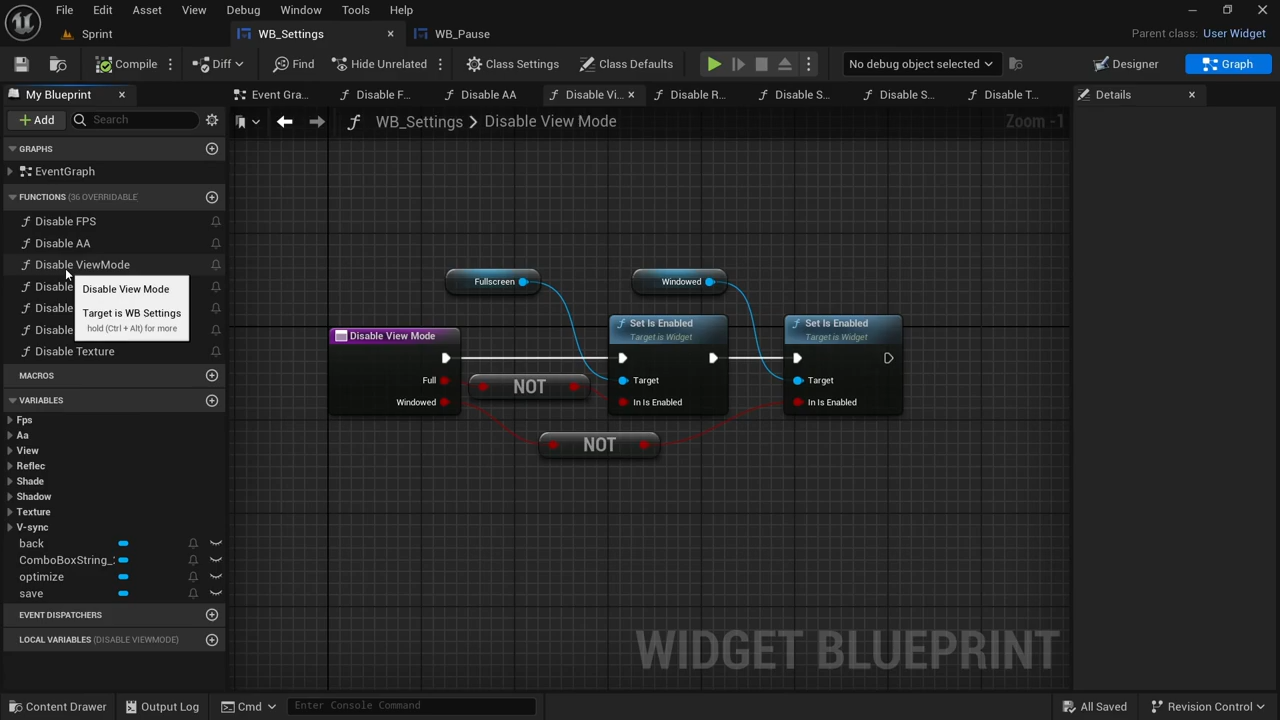 File Edit Asset View Debug Window Tools Help
Sprint WB_Settings WB_Pause Parent class: User Widget
Compile Diff Find Hide Unrelated Class Settings Class Defaults No debug object selected Designer Graph
My Blueprint Event Gra... Disable F... Disable AA Disable Vi... Disable R... Disable S... Disable S... Disable T... Details
+ Add Search WB_Settings > Disable View Mode Zoom -1
GRAPHS
EventGraph
FUNCTIONS (36 OVERRIDABLE
Disable FPS
Disable AA
Disable ViewMode
Disable
Disable
Disable
Disable Texture
Disable View Mode
Target is WB Settings
hold (Ctrl + Alt) for more
MACROS
VARIABLES
Fps
Aa
View
Reflec
Shade
Shadow
Texture
V-sync
back
ComboBoxString_
optimize
save
EVENT DISPATCHERS
LOCAL VARIABLES (DISABLE VIEWMODE)
Fullscreen Windowed
Disable View Mode
Full
Windowed
NOT
NOT
Set Is Enabled
Target is Widget
Target
In Is Enabled
Set Is Enabled
Target is Widget
Target
In Is Enabled
WIDGET BLUEPRINT
Content Drawer Output Log Cmd Enter Console Command All Saved Revision Control